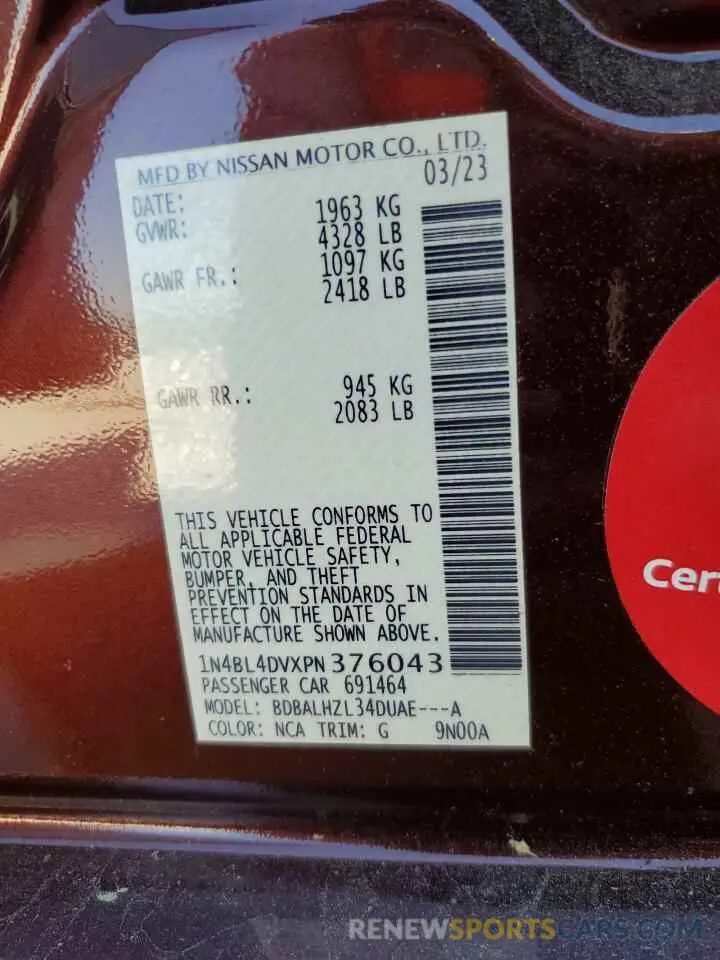 MFD BY NISSAN MOTOR CO., LTD.
DATE: 03/23
GVWR: 1963 KG
4328 LB
GAWR FR.: 1097 KG
2418 LB
GAWR RR.: 945 KG
2083 LB
THIS VEHICLE CONFORMS TO
ALL APPLICABLE FEDERAL
MOTOR VEHICLE SAFETY,
BUMPER, AND THEFT
PREVENTION STANDARDS IN
EFFECT ON THE DATE OF
MANUFACTURE SHOWN ABOVE.
1N4BL4DVXPN376043
PASSENGER CAR 691464
MODEL: BDBALHZL34DUAE---A
COLOR: NCA TRIM: G 9N00A
Cer
RENEWSPORTSCARS.COM